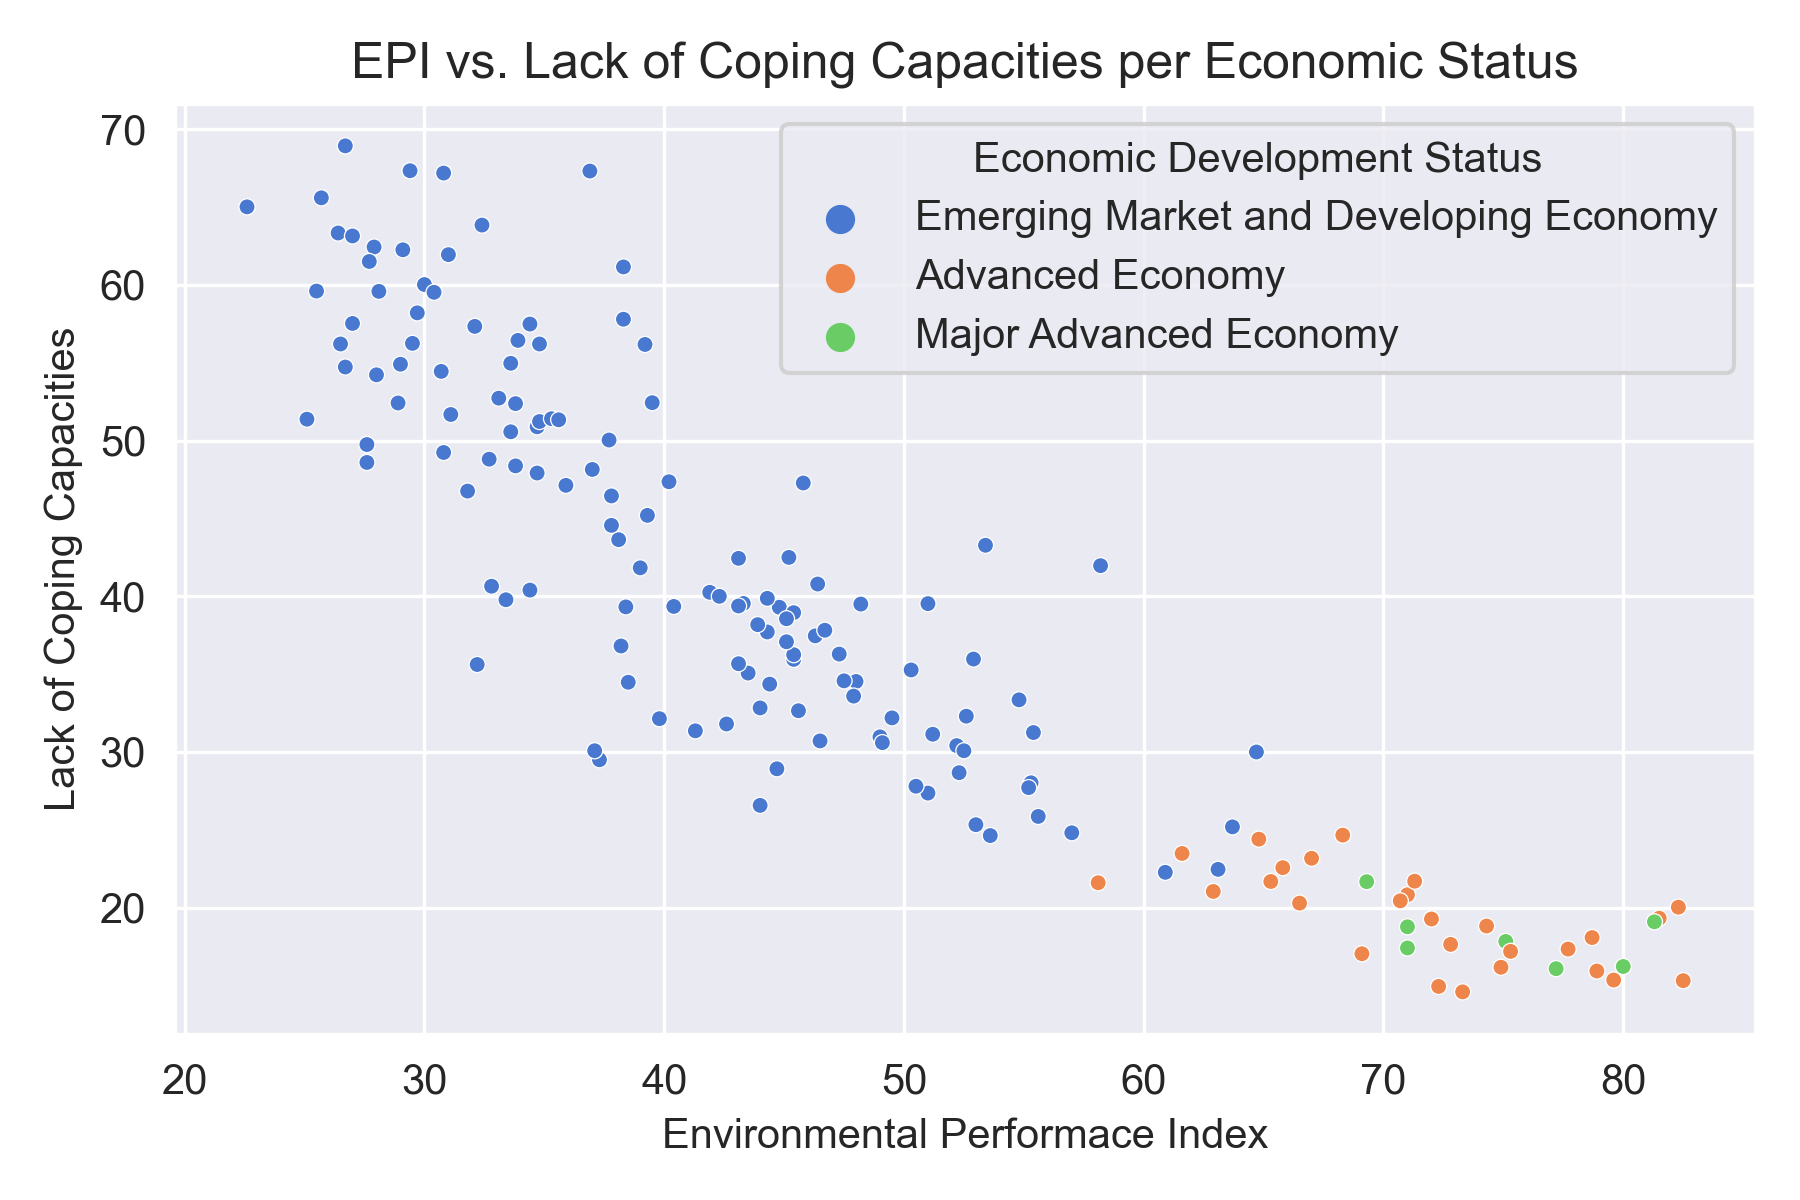 EPI vs. Lack of Coping Capacities per Economic Status
Economic Development Status
Emerging Market and Developing Economy
Advanced Economy
Major Advanced Economy
Lack of Coping Capacities
70
60
50
40
30
20
20 30 40 50 60 70 80
Environmental Performace Index